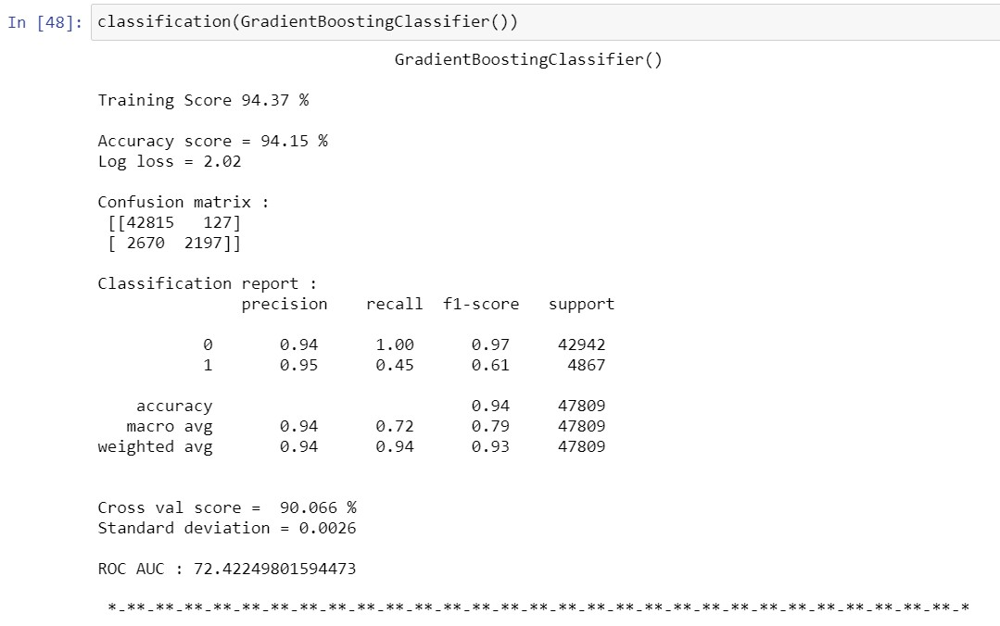 In [48]: classification(GradientBoostingClassifier())
GradientBoostingClassifier()
Training Score 94.37 %
Accuracy score = 94.15 %
Log loss = 2.02
Confusion matrix :
[[42815   127]
[ 2670  2197]]
Classification report :
precision    recall  f1-score   support
0       0.94      1.00      0.97     42942
1       0.95      0.45      0.61      4867
accuracy                           0.94     47809
macro avg       0.94      0.72      0.79     47809
weighted avg       0.94      0.94      0.93     47809
Cross val score =  90.066 %
Standard deviation = 0.0026
ROC AUC : 72.42249801594473
*-**-**-**-**-**-**-**-**-**-**-**-**-**-**-**-**-**-**-**-**-**-**-**-**-**-**-**-**-**-*